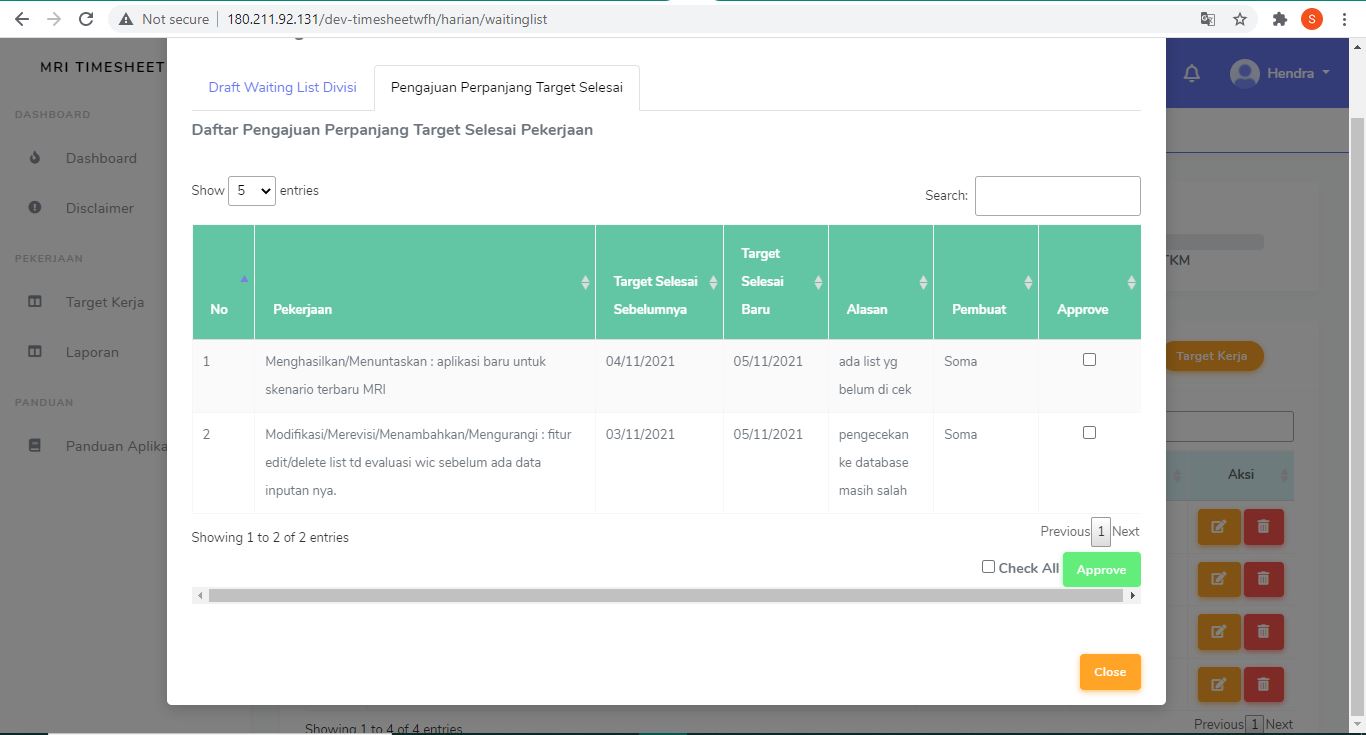 Not secure
180.211.92.131/dev-timesheetwfh/harian/waitinglist
S
MRI TIMESHEET
Hendra
DASHBOARD
Dashboard
Disclaimer
PEKERJAAN
Target Kerja
Laporan
PANDUAN
Panduan Aplika
Draft Waiting List Divisi
Pengajuan Perpanjang Target Selesai
Daftar Pengajuan Perpanjang Target Selesai Pekerjaan
Show 5 entries
Search:
No
Pekerjaan
Target Selesai
Sebelumnya
Target
Selesai
Baru
Alasan
Pembuat
Approve
1
Menghasilkan/Menuntaskan : aplikasi baru untuk
skenario terbaru MRI
04/11/2021
05/11/2021
ada list yg
belum di cek
Soma
2
Modifikasi/Merevisi/Menambahkan/Mengurangi : fitur
edit/delete list td evaluasi wic sebelum ada data
inputan nya.
03/11/2021
05/11/2021
pengecekan
ke database
masih salah
Soma
Showing 1 to 2 of 2 entries
Previous 1 Next
Check All
Approve
Close
TKM
Target Kerja
Aksi
Showing 1 to 4 of 4 entries
Previous 1 Next